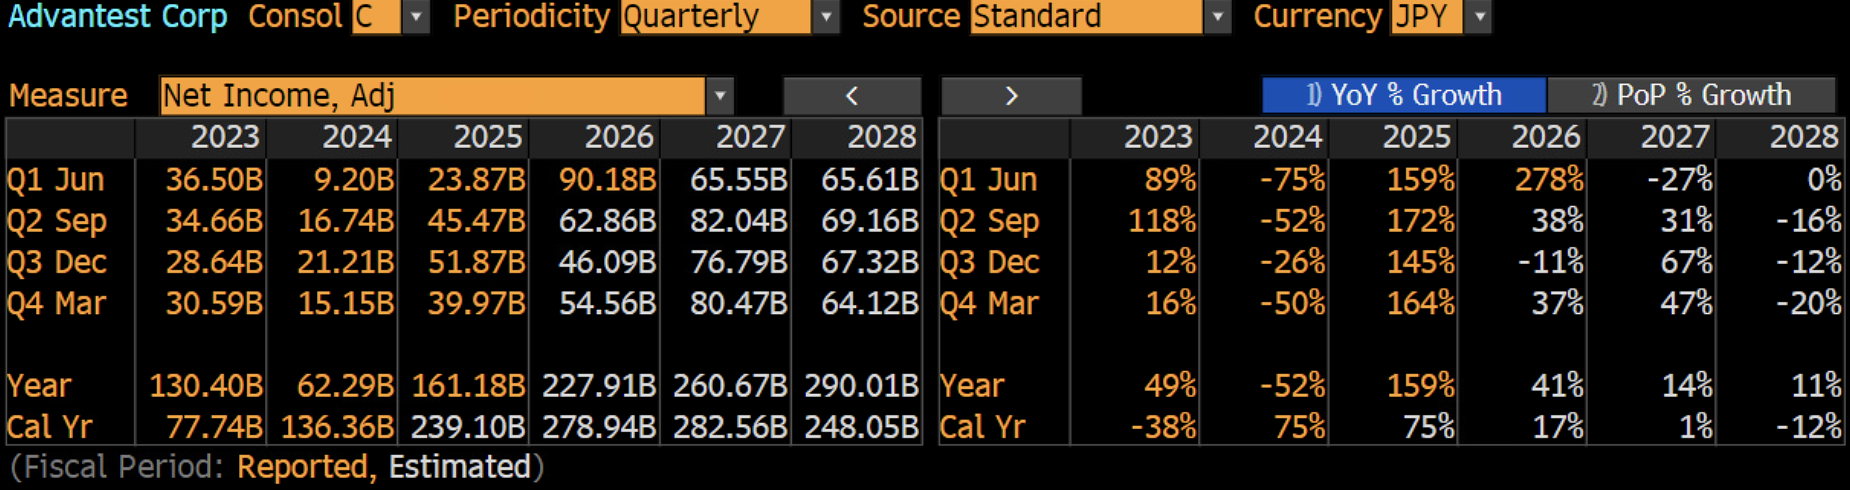 Advantest Corp Consol C Periodicity Quarterly Source Standard Currency JPY
Measure Net Income, Adj < > 1) YoY % Growth 2) PoP % Growth
2023 2024 2025 2026 2027 2028 2023 2024 2025 2026 2027 2028
Q1 Jun 36.50B 9.20B 23.87B 90.18B 65.55B 65.61B Q1 Jun 89% -75% 159% 278% -27% 0%
Q2 Sep 34.66B 16.74B 45.47B 62.86B 82.04B 69.16B Q2 Sep 118% -52% 172% 38% 31% -16%
Q3 Dec 28.64B 21.21B 51.87B 46.09B 76.79B 67.32B Q3 Dec 12% -26% 145% -11% 67% -12%
Q4 Mar 30.59B 15.15B 39.97B 54.56B 80.47B 64.12B Q4 Mar 16% -50% 164% 37% 47% -20%
Year 130.40B 62.29B 161.18B 227.91B 260.67B 290.01B Year 49% -52% 159% 41% 14% 11%
Cal Yr 77.74B 136.36B 239.10B 278.94B 282.56B 248.05B Cal Yr -38% 75% 75% 17% 1% -12%
(Fiscal Period: Reported, Estimated)